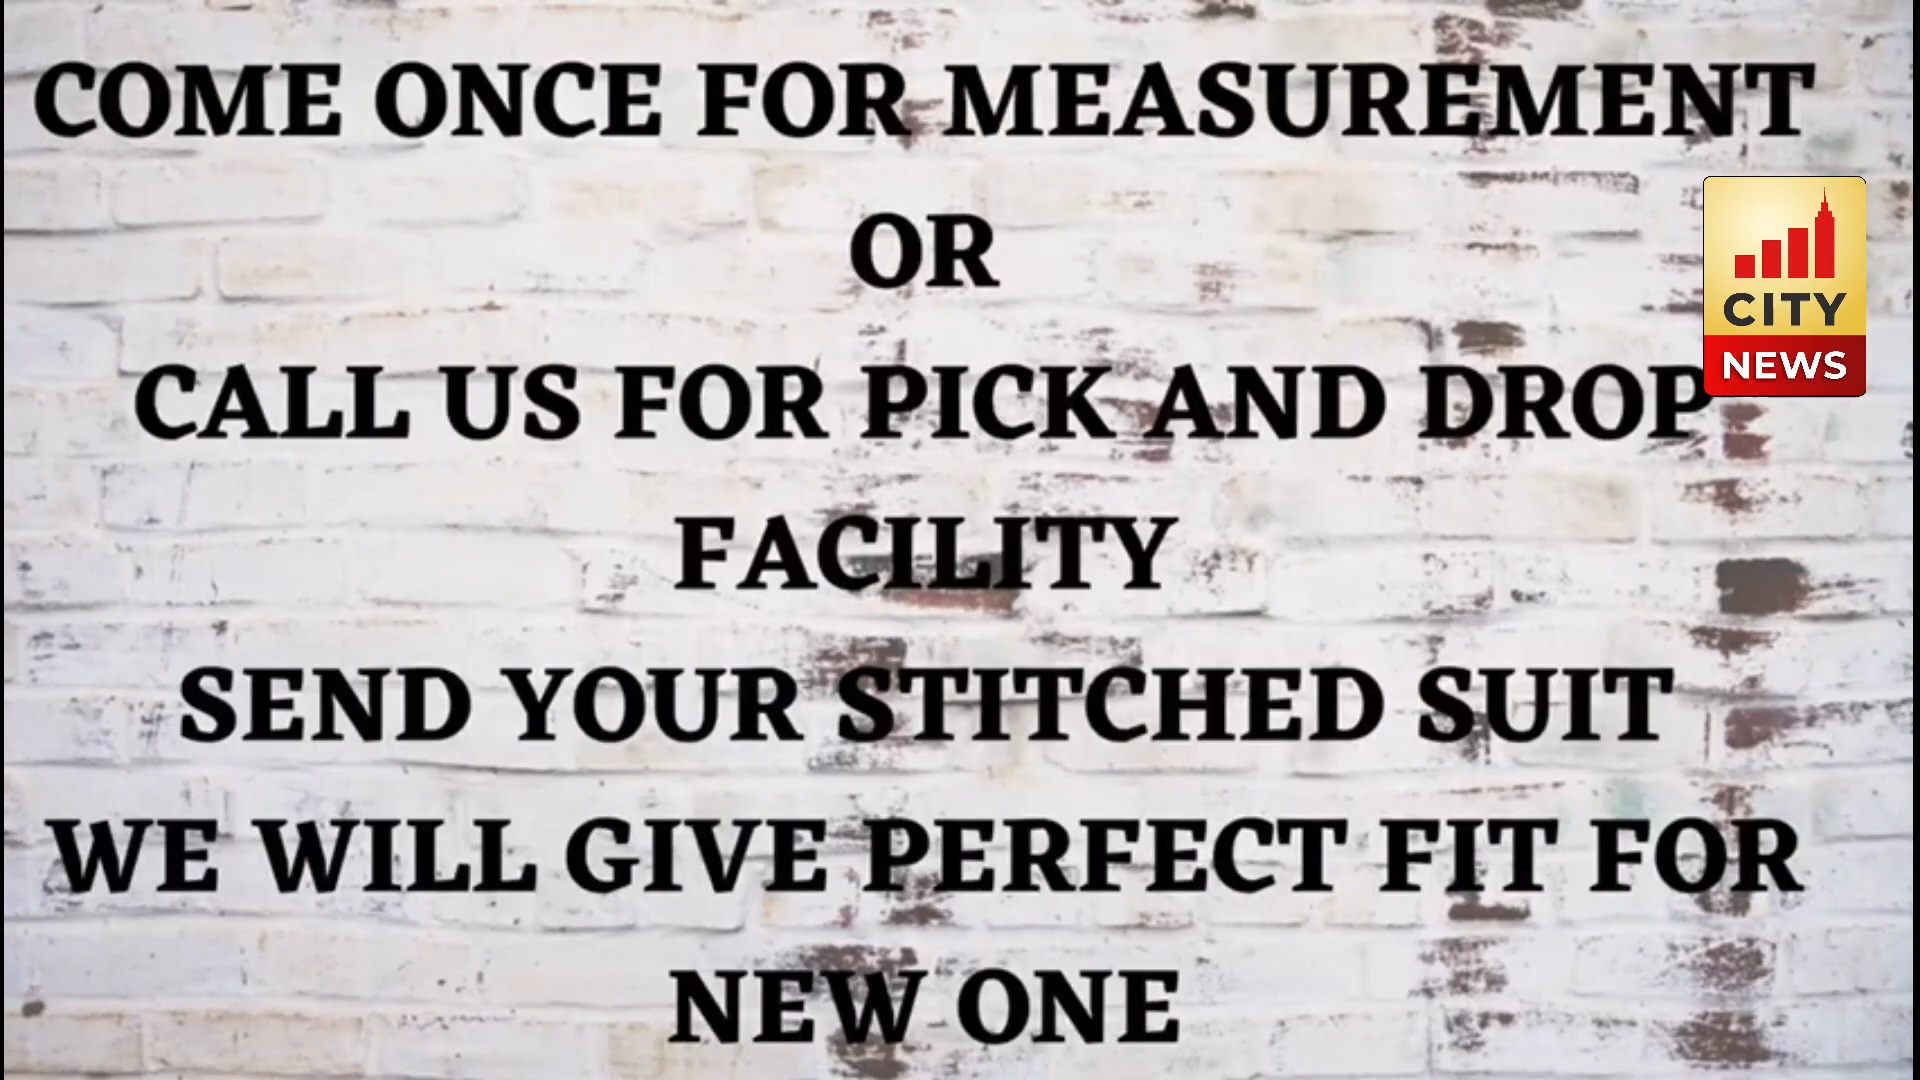 COME ONCE FOR MEASUREMENT
OR
CALL US FOR PICK AND DROP
FACILITY
SEND YOUR STITCHED SUIT
WE WILL GIVE PERFECT FIT FOR
NEW ONE
CITY
NEWS